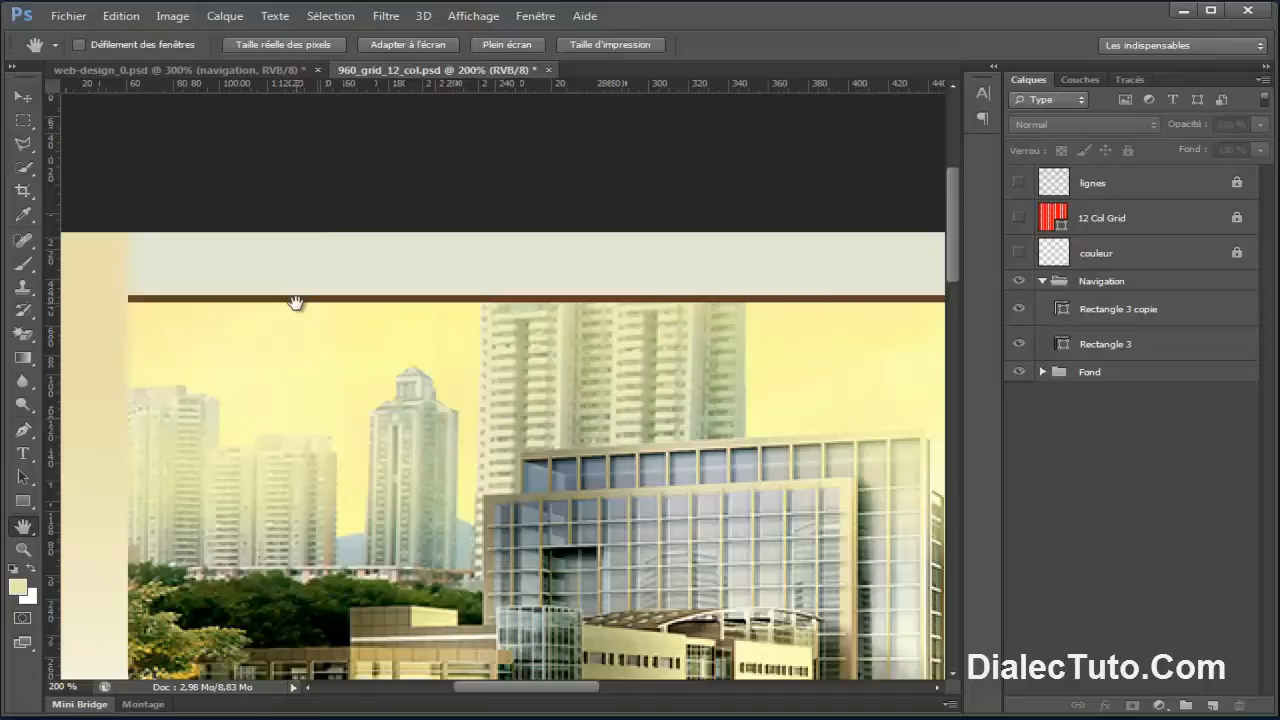 Ps Fichier Edition Image Calque Texte Sélection Filtre 3D Affichage Fenêtre Aide
Défilement des fenêtres Taille réelle des pixels Adapter à l'écran Plein écran Taille d'impression Les indispensables
web-design_0.psd @ 300% (navigation, RVB/8) * × 960_grid_12_col.psd @ 200% (RVB/8) * ×
Calques Couches Tracés
Type
Normal Opacité : 100 %
Verrou : Fond : 100 %
lignes
12 Col Grid
couleur
Navigation
Rectangle 3 copie
Rectangle 3
Fond
DialecTuto.Com
200 % Doc : 2,98 Mo/8,83 Mo
Mini Bridge Montage